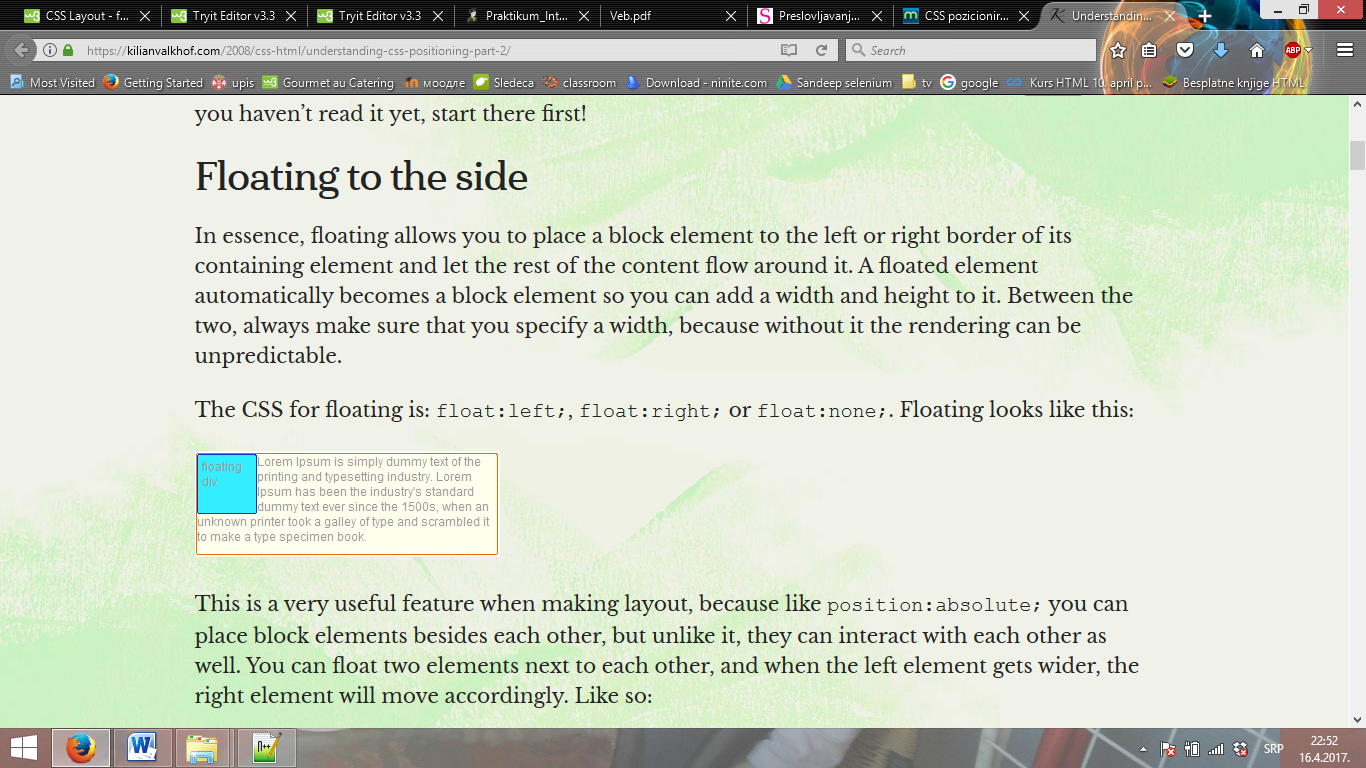 CSS Layout - f...
Tryit Editor v3.3
Tryit Editor v3.3
Praktikum_Int...
Veb.pdf
Preslovljavanj...
CSS pozicionir...
Understandin...
https://kilianvalkhof.com/2008/css-html/understanding-css-positioning-part-2/
Search
ABP
Most Visited
Getting Started
upis
Gourmet au Catering
моодле
Sledeca
classroom
Download - ninite.com
Sandeep selenium
tv
google
Kurs HTML 10 april p...
Besplatne knjige HTML
you haven't read it yet, start there first!
Floating to the side
In essence, floating allows you to place a block element to the left or right border of its
containing element and let the rest of the content flow around it. A floated element
automatically becomes a block element so you can add a width and height to it. Between the
two, always make sure that you specify a width, because without it the rendering can be
unpredictable.
The CSS for floating is: float:left;, float:right; or float:none;. Floating looks like this:
floating
div
Lorem Ipsum is simply dummy text of the
printing and typesetting industry. Lorem
Ipsum has been the industry's standard
dummy text ever since the 1500s, when an
unknown printer took a galley of type and scrambled it
to make a type specimen book.
This is a very useful feature when making layout, because like position:absolute; you can
place block elements besides each other, but unlike it, they can interact with each other as
well. You can float two elements next to each other, and when the left element gets wider, the
right element will move accordingly. Like so:
SRP
22:52
16.4.2017.